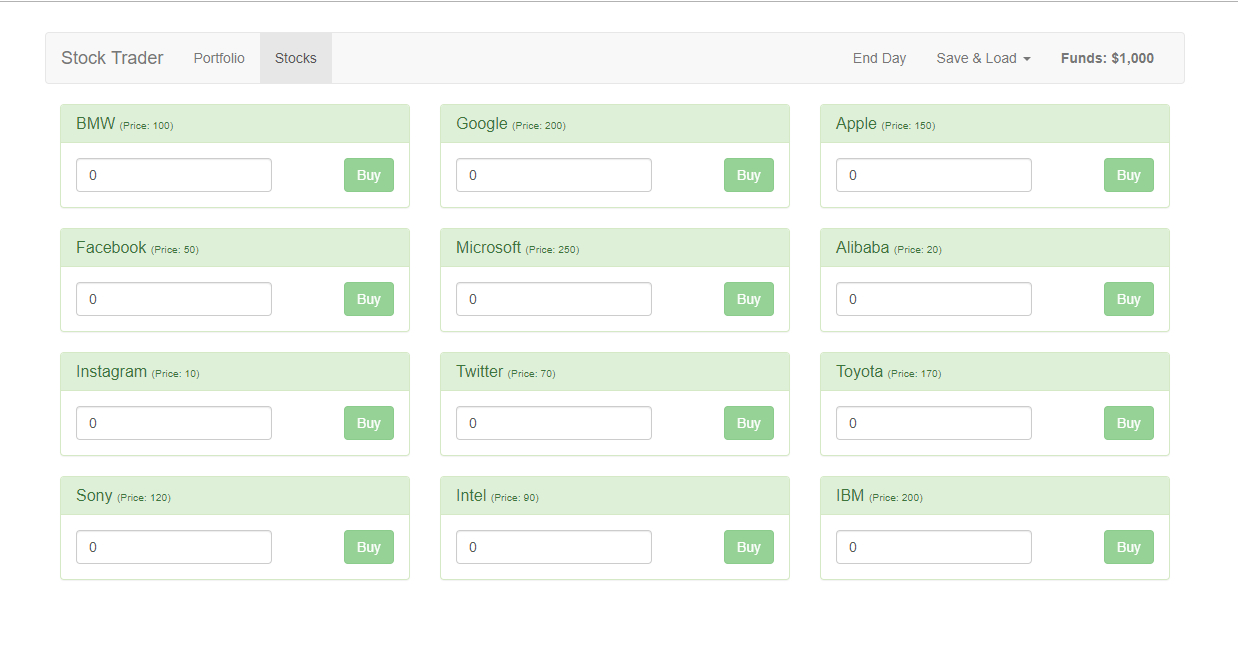 Stock Trader Portfolio Stocks End Day Save & Load Funds: $1,000
BMW (Price: 100) Google (Price: 200) Apple (Price: 150)
0 Buy 0 Buy 0 Buy
Facebook (Price: 50) Microsoft (Price: 250) Alibaba (Price: 20)
0 Buy 0 Buy 0 Buy
Instagram (Price: 10) Twitter (Price: 70) Toyota (Price: 170)
0 Buy 0 Buy 0 Buy
Sony (Price: 120) Intel (Price: 90) IBM (Price: 200)
0 Buy 0 Buy 0 Buy